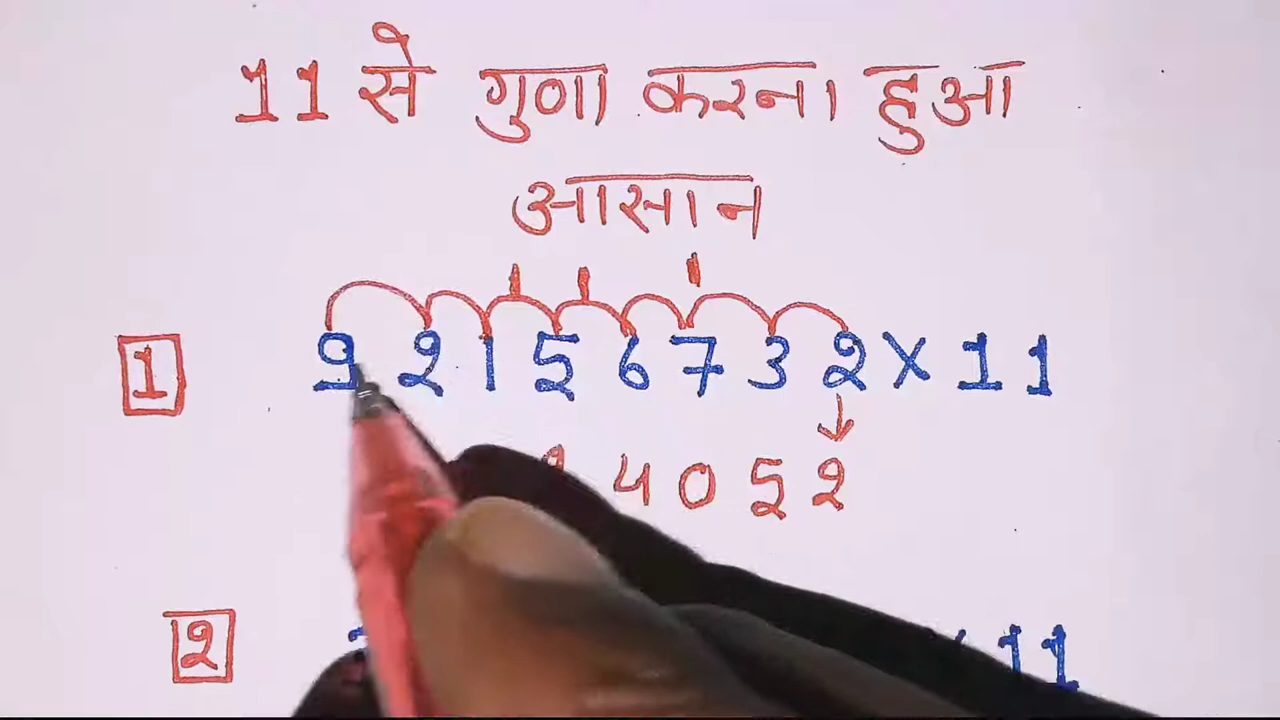 11 से गुणा करना हुआ
आसान
1 92156732 × 11
4052
2 11